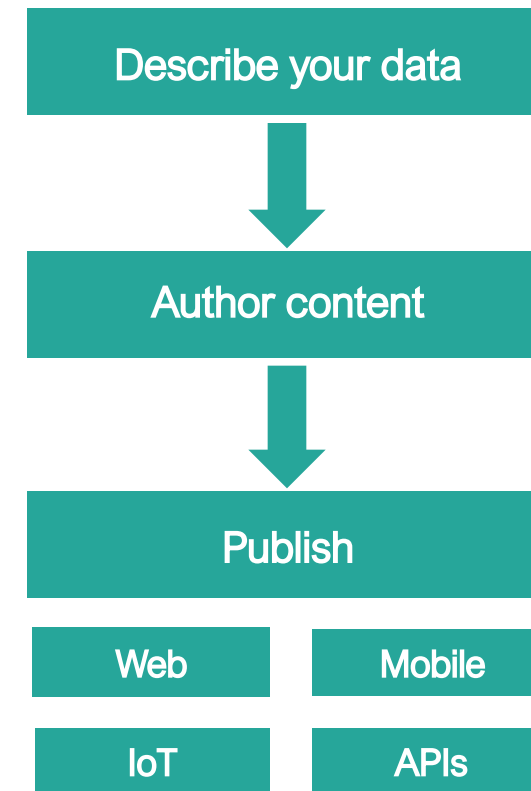 Describe your data
Author content
Publish
Web
Mobile
IoT
APIs